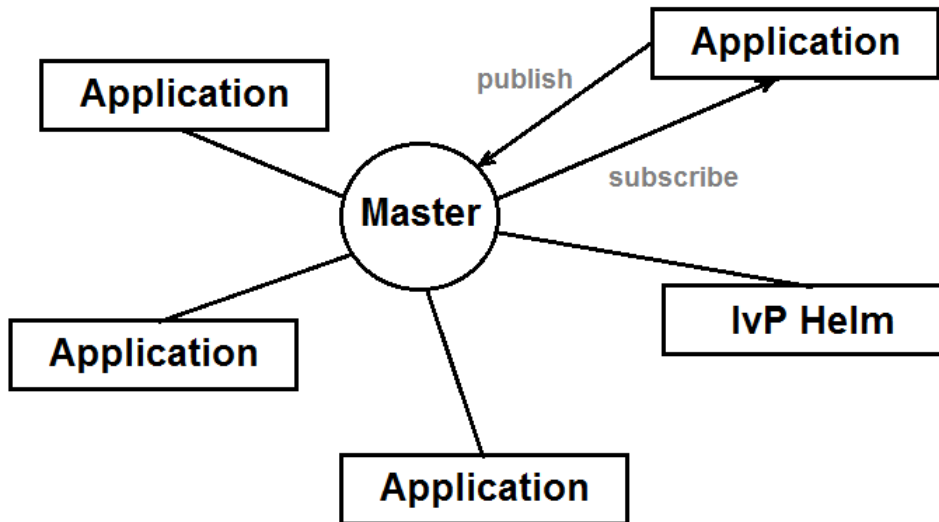 Application
publish
Application
subscribe
Master
IvP Helm
Application
Application